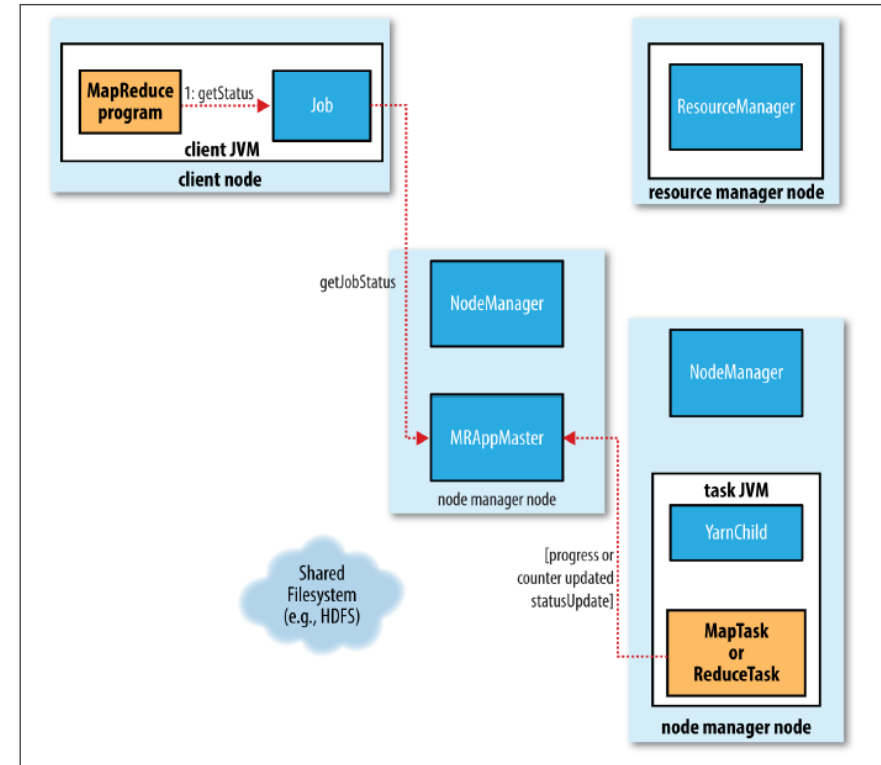 MapReduce
program
1: getStatus
Job
client JVM
client node
ResourceManager
resource manager node
getJobStatus
NodeManager
MRAppMaster
node manager node
NodeManager
task JVM
YarnChild
MapTask
or
ReduceTask
node manager node
[progress or
counter updated
statusUpdate]
Shared
Filesystem
(e.g., HDFS)